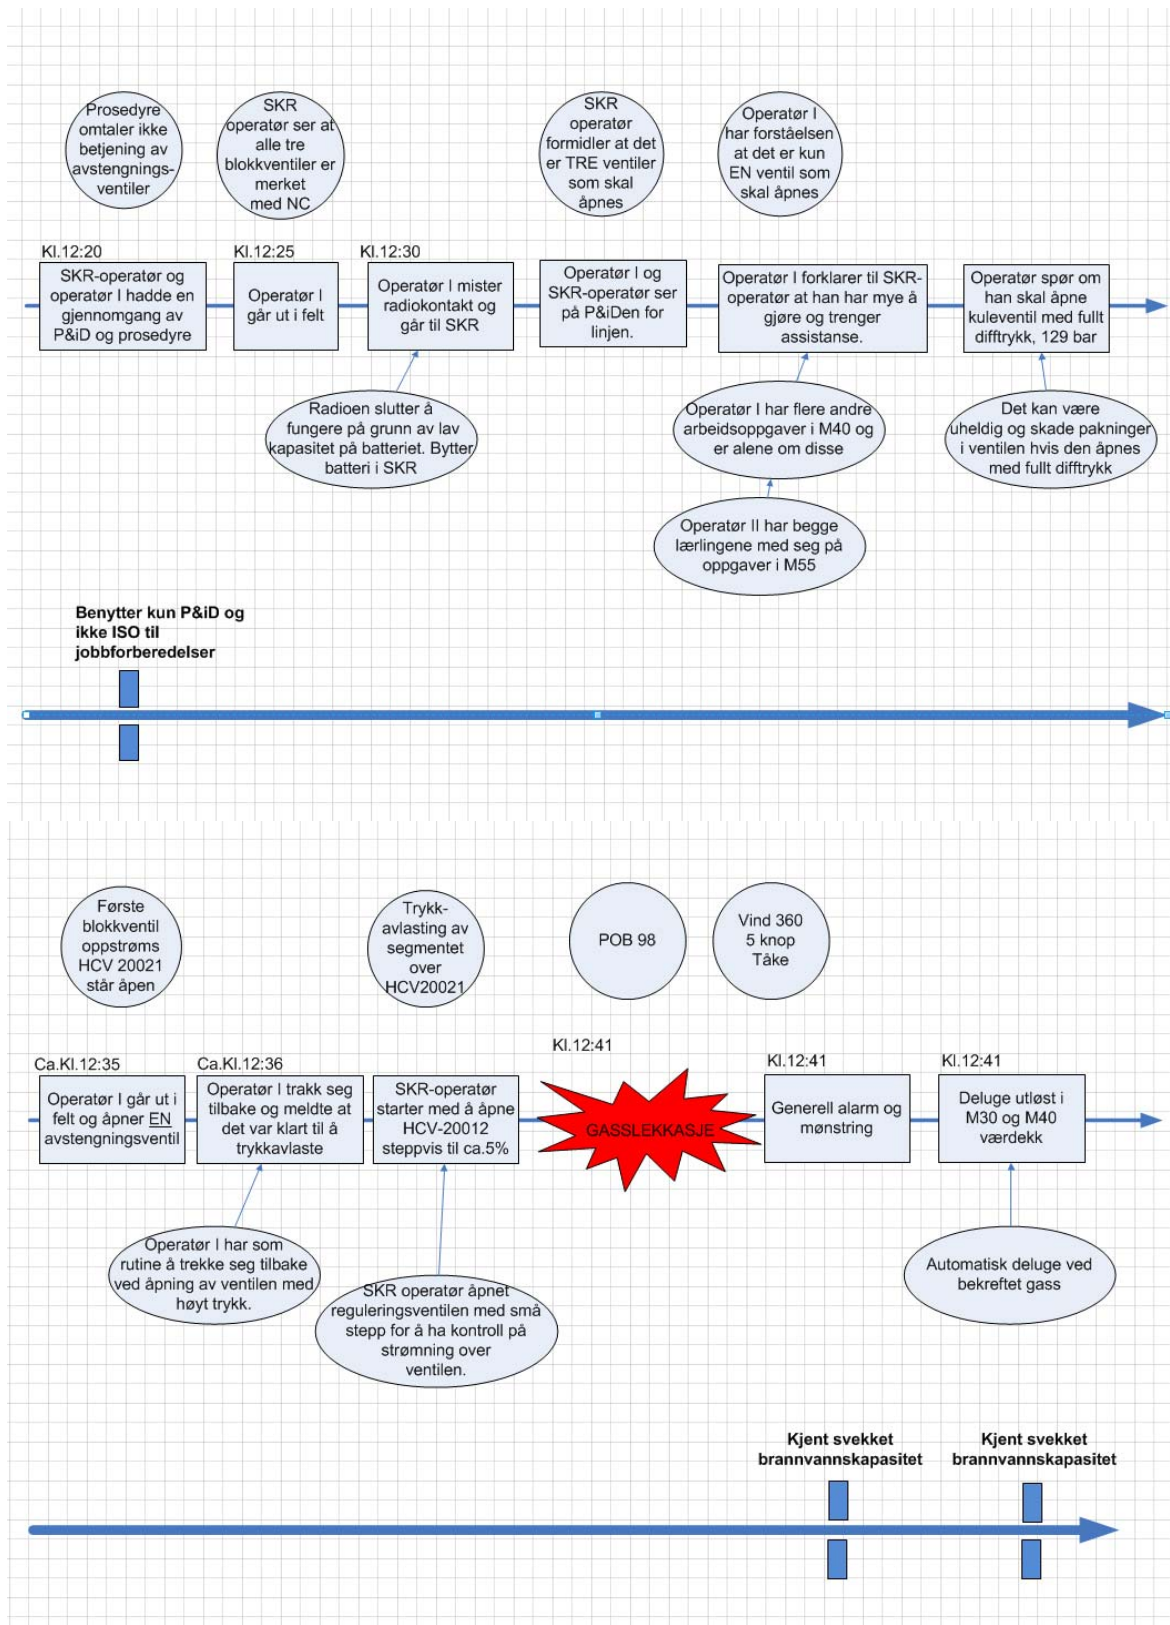 Prosedyre
omtaler ikke
betjening av
avstengnings-
ventiler
SKR
operatør ser at
alle tre
blokkventiler er
merket
med NC
SKR
operatør
formidler at det
er TRE ventiler
som skal
åpnes
Operatør I
har forståelsen
at det er kun
EN ventil som
skal åpnes
Kl.12:20
SKR-operatør og
operatør I hadde en
gjennomgang av
P&iD og prosedyre
Kl.12:25
Operatør I
går ut i felt
Kl.12:30
Operatør I mister
radiokontakt og
går til SKR
Operatør I og
SKR-operatør ser
på P&iDen for
linjen.
Operatør I forklarer til SKR-
operatør at han har mye å
gjøre og trenger
assistanse.
Operatør spør om
han skal åpne
kuleventil med fullt
difftrykk, 129 bar
Radioen slutter å
fungere på grunn av lav
kapasitet på batteriet. Bytter
batteri i SKR
Operatør I har flere andre
arbeidsoppgaver i M40 og
er alene om disse
Det kan være
uheldig og skade pakninger
i ventilen hvis den åpnes
med fullt difftrykk
Operatør II har begge
lærlingene med seg på
oppgaver i M55
Benytter kun P&iD og
ikke ISO til
jobbforberedelser
Første
blokkventil
oppstrøms
HCV 20021
står åpen
Trykk-
avlasting av
segmentet
over
HCV20021
POB 98
Vind 360
5 knop
Tåke
Ca.Kl.12:35
Operatør I går ut i
felt og åpner EN
avstengningsventil
Ca.Kl.12:36
Operatør I trakk seg
tilbake og meldte at
det var klart til å
trykkavlaste
SKR-operatør
starter med å åpne
HCV-20012
steppvis til ca.5%
Kl.12:41
GASSLEKKASJE
Kl.12:41
Generell alarm og
mønstring
Kl.12:41
Deluge utløst i
M30 og M40
værdekk
Operatør I har som
rutine å trekke seg tilbake
ved åpning av ventilen med
høyt trykk.
SKR operatør åpnet
reguleringsventilen med små
stepp for å ha kontroll på
strømning over
ventilen.
Automatisk deluge ved
bekreftet gass
Kjent svekket
brannvannskapasitet
Kjent svekket
brannvannskapasitet